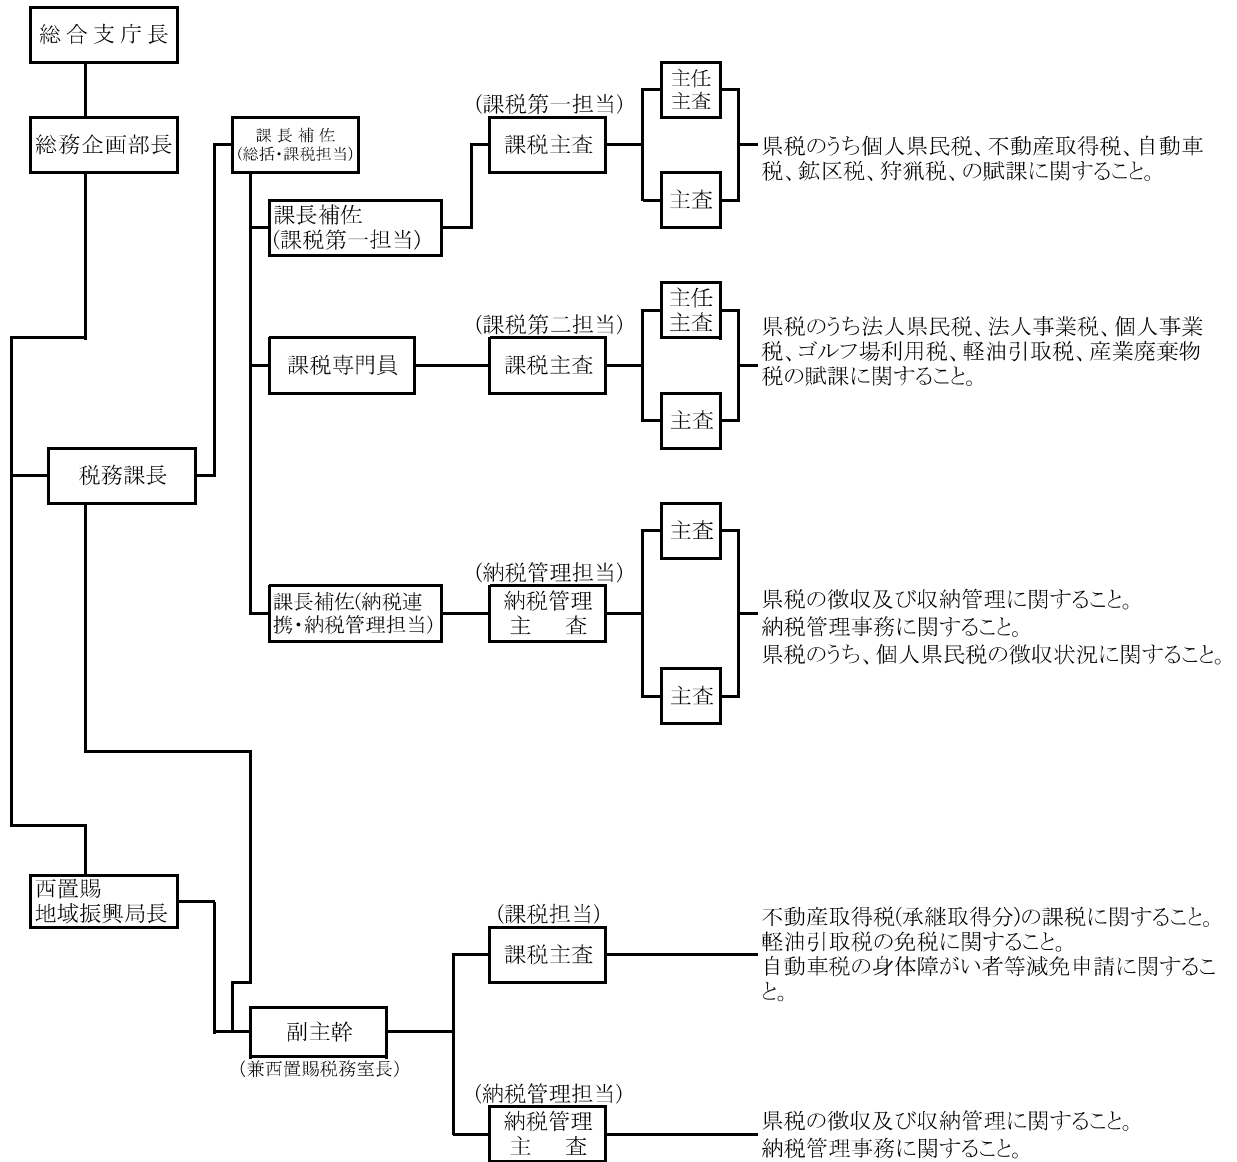 総合支庁長
総務企画部長
課長補佐
(総括・課税担当)
課長補佐
(課税第一担当)
(課税第一担当)
課税主査
主任
主査
主査
県税のうち個人県民税、不動産取得税、自動車
税、鉱区税、狩猟税、の賦課に関すること。
課税専門員
(課税第二担当)
課税主査
主任
主査
主査
県税のうち法人県民税、法人事業税、個人事業
税、ゴルフ場利用税、軽油引取税、産業廃棄物
税の賦課に関すること。
税務課長
課長補佐(納税連
携・納税管理担当)
(納税管理担当)
納税管理
主 査
主査
主査
県税の徴収及び収納管理に関すること。
納税管理事務に関すること。
県税のうち、個人県民税の徴収状況に関すること。
西置賜
地域振興局長
副主幹
(兼西置賜税務室長)
(課税担当)
課税主査
不動産取得税(承継取得分)の課税に関すること。
軽油引取税の免税に関すること。
自動車税の身体障がい者等減免申請に関するこ
と。
(納税管理担当)
納税管理
主 査
県税の徴収及び収納管理に関すること。
納税管理事務に関すること。